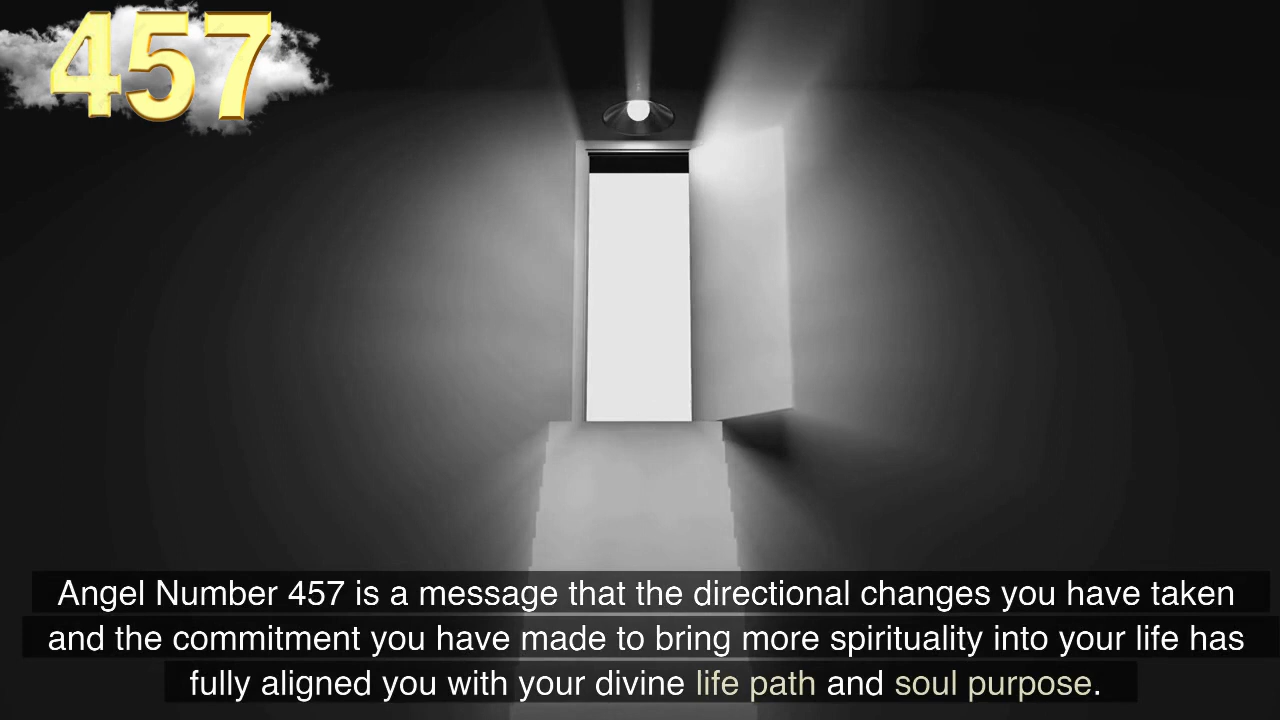 457
Angel Number 457 is a message that the directional changes you have taken
and the commitment you have made to bring more spirituality into your life has
fully aligned you with your divine life path and soul purpose.